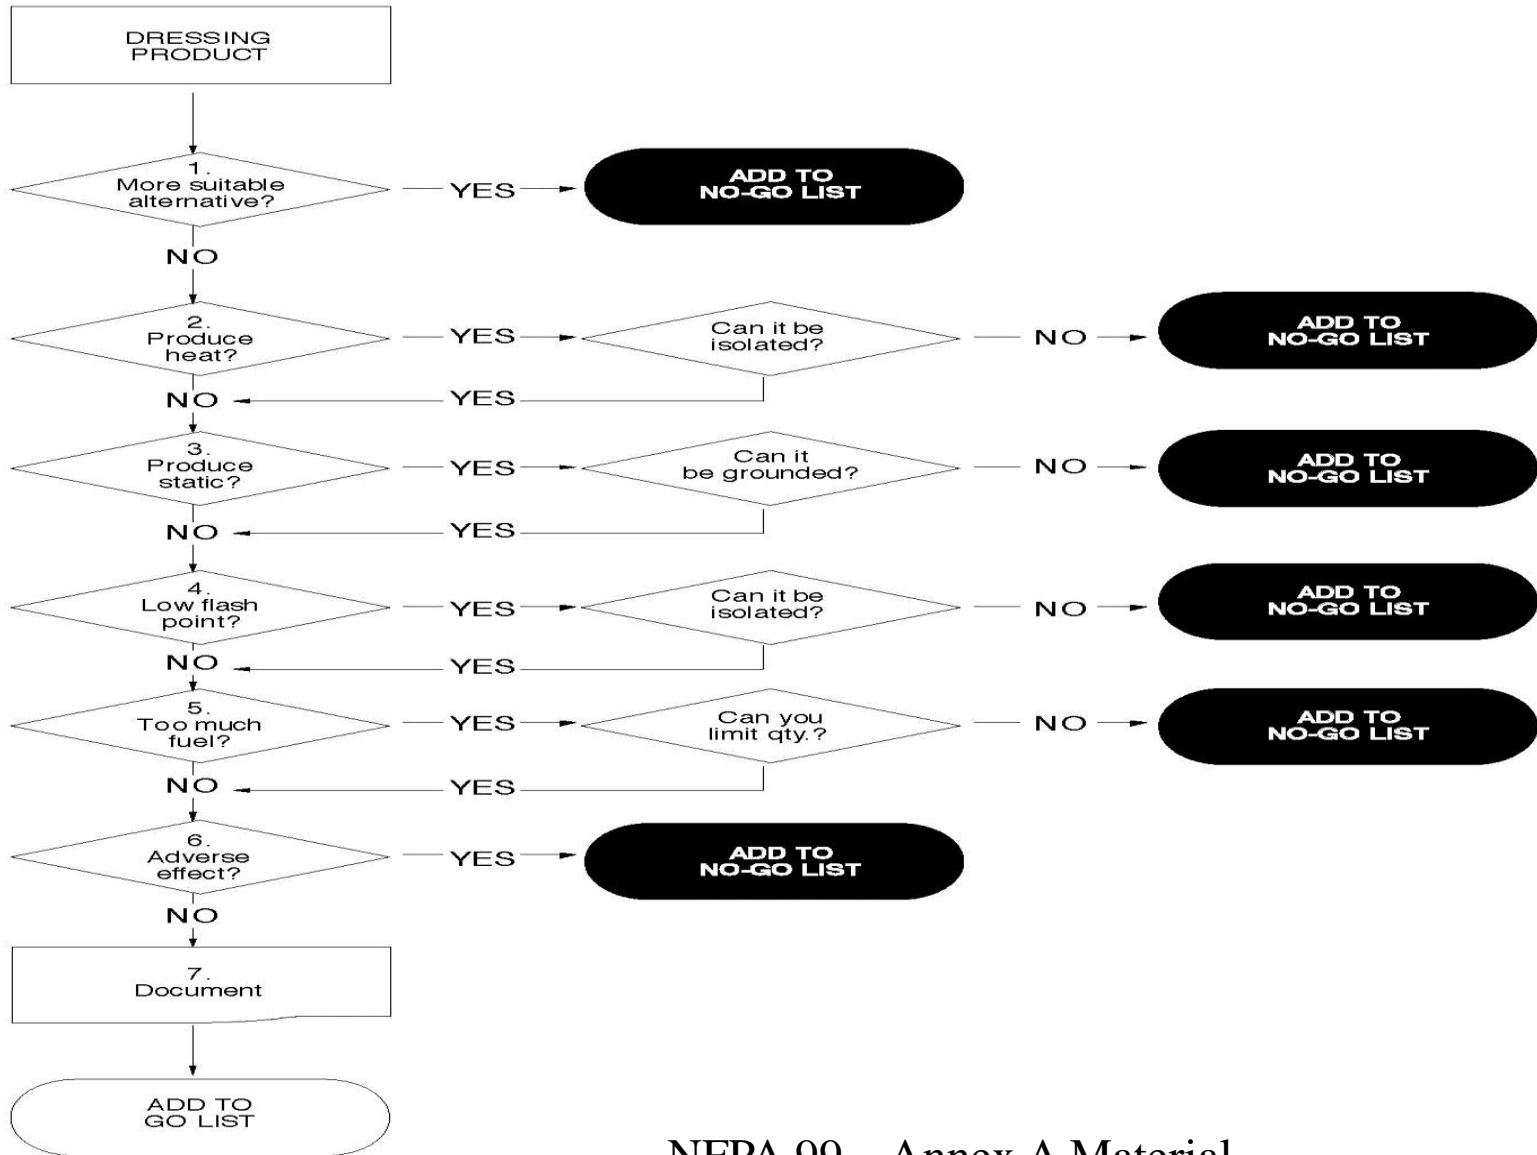 DRESSING
PRODUCT
1.
More suitable
alternative?
YES
ADD TO
NO-GO LIST
NO
2.
Produce
heat?
YES
Can it be
isolated?
NO
ADD TO
NO-GO LIST
NO
YES
3.
Produce
static?
YES
Can it
be grounded?
NO
ADD TO
NO-GO LIST
NO
YES
4.
Low flash
point?
YES
Can it be
isolated?
NO
ADD TO
NO-GO LIST
NO
YES
5.
Too much
fuel?
YES
Can you
limit qty.?
NO
ADD TO
NO-GO LIST
NO
YES
6.
Adverse
effect?
YES
ADD TO
NO-GO LIST
NO
7.
Document
ADD TO
GO LIST
NFPA 99 – Annex A Material